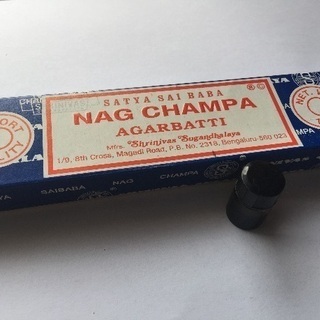 SATYA SAI BABA
NAG CHAMPA
AGARBATTI
Mfrs. Shrinivas Sugandhalaya
1/9, 8th Cross, Magadi Road, P.B. No. 2318, Bengaluru-560 023
SAIBABA NAG CHAMPA